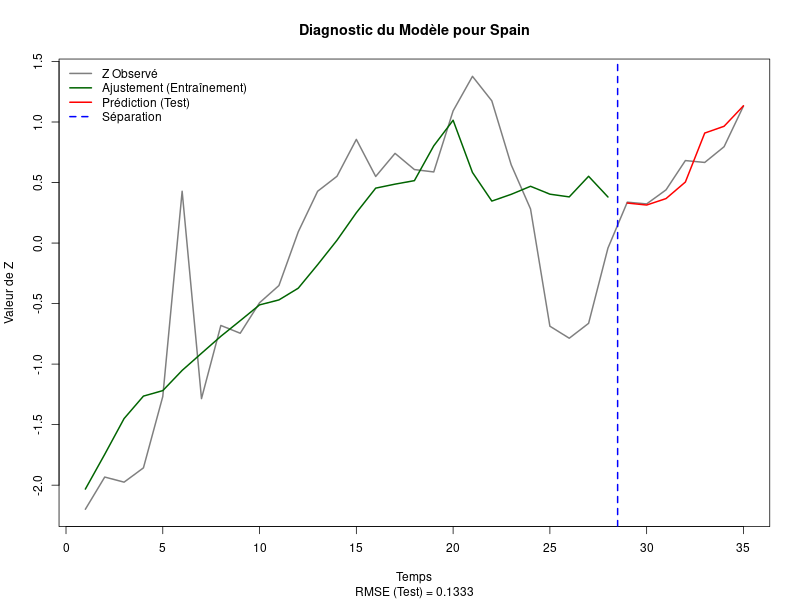 Diagnostic du Modèle pour Spain
Z Observé
Ajustement (Entraînement)
Prédiction (Test)
Séparation
Valeur de Z
1.5
1.0
0.5
0.0
-0.5
-1.0
-1.5
-2.0
0 5 10 15 20 25 30 35
Temps
RMSE (Test) = 0.1333